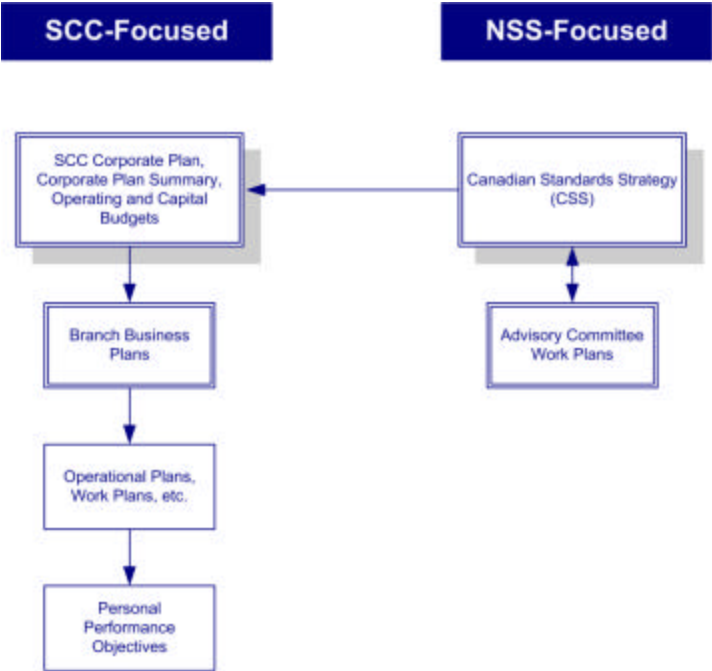 SCC-Focused
NSS-Focused
SCC Corporate Plan,
Corporate Plan Summary,
Operating and Capital
Budgets
Canadian Standards Strategy
(CSS)
Branch Business
Plans
Advisory Committee
Work Plans
Operational Plans,
Work Plans, etc.
Personal
Performance
Objectives